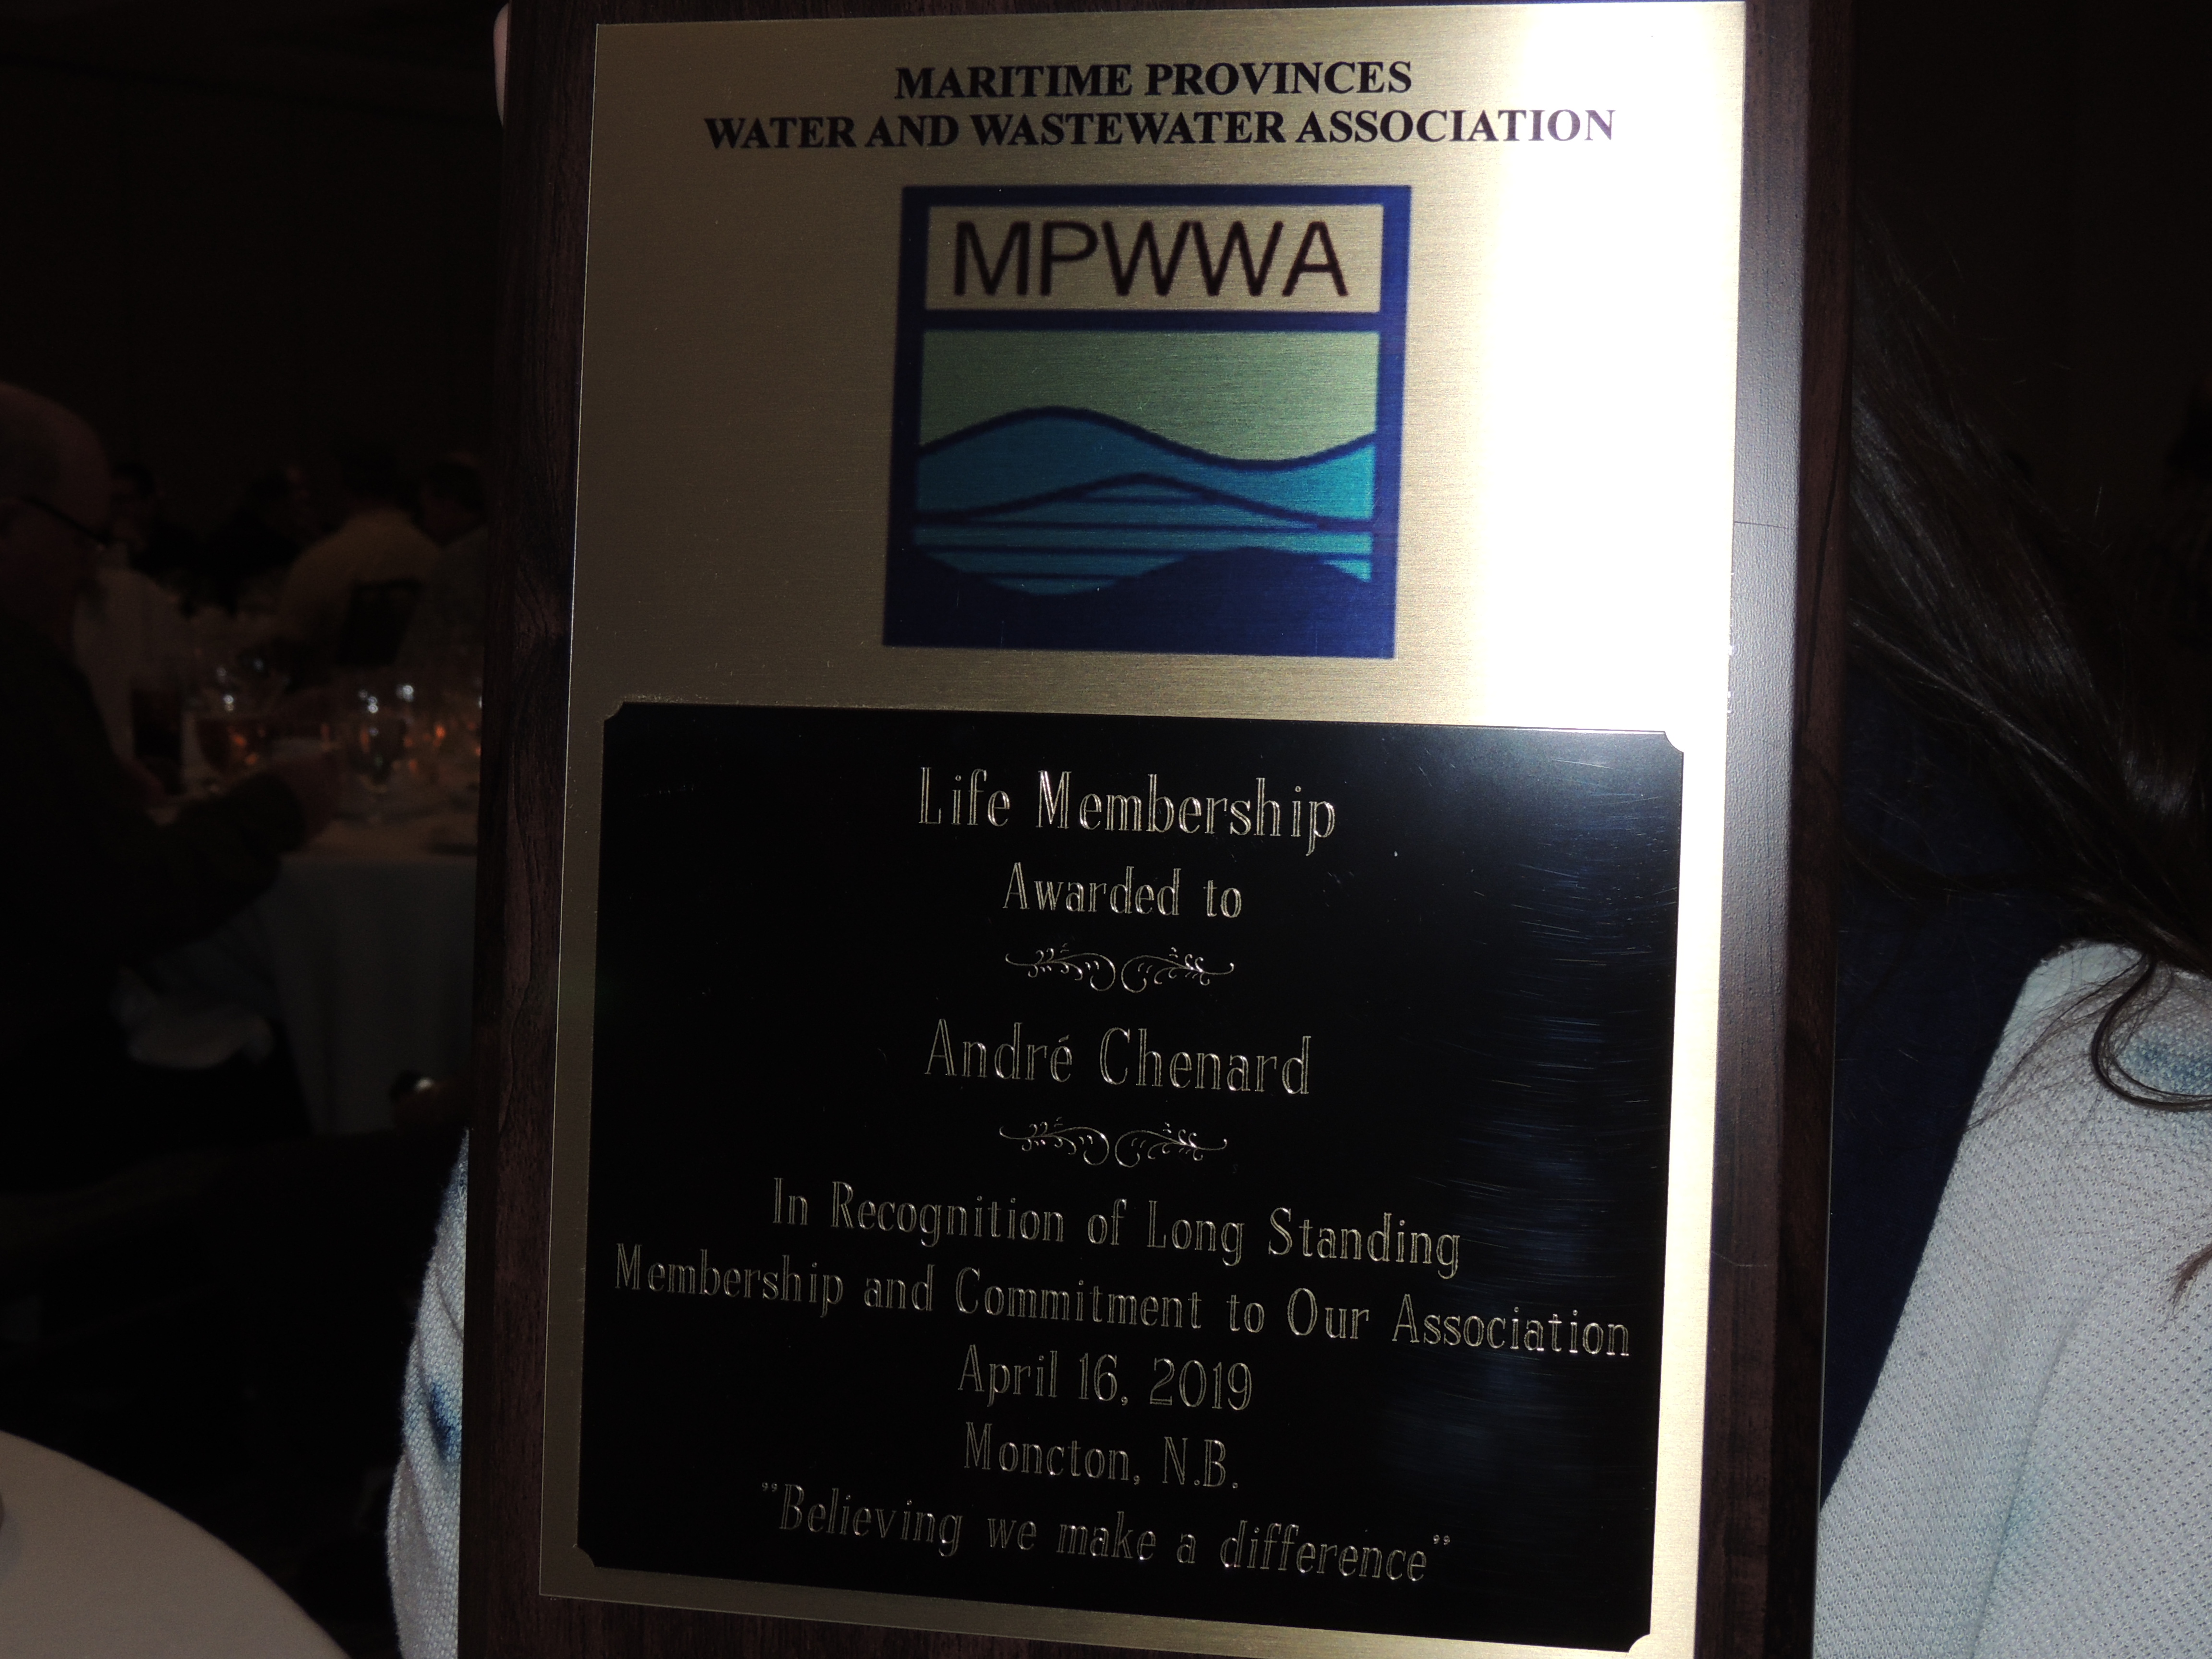 MARITIME PROVINCES
WATER AND WASTEWATER ASSOCIATION
MPWWA
Life Membership
Awarded to
André Chenard
In Recognition of Long Standing
Membership and Commitment to Our Association
April 16, 2019
Moncton, N.B.
"Believing we make a difference"